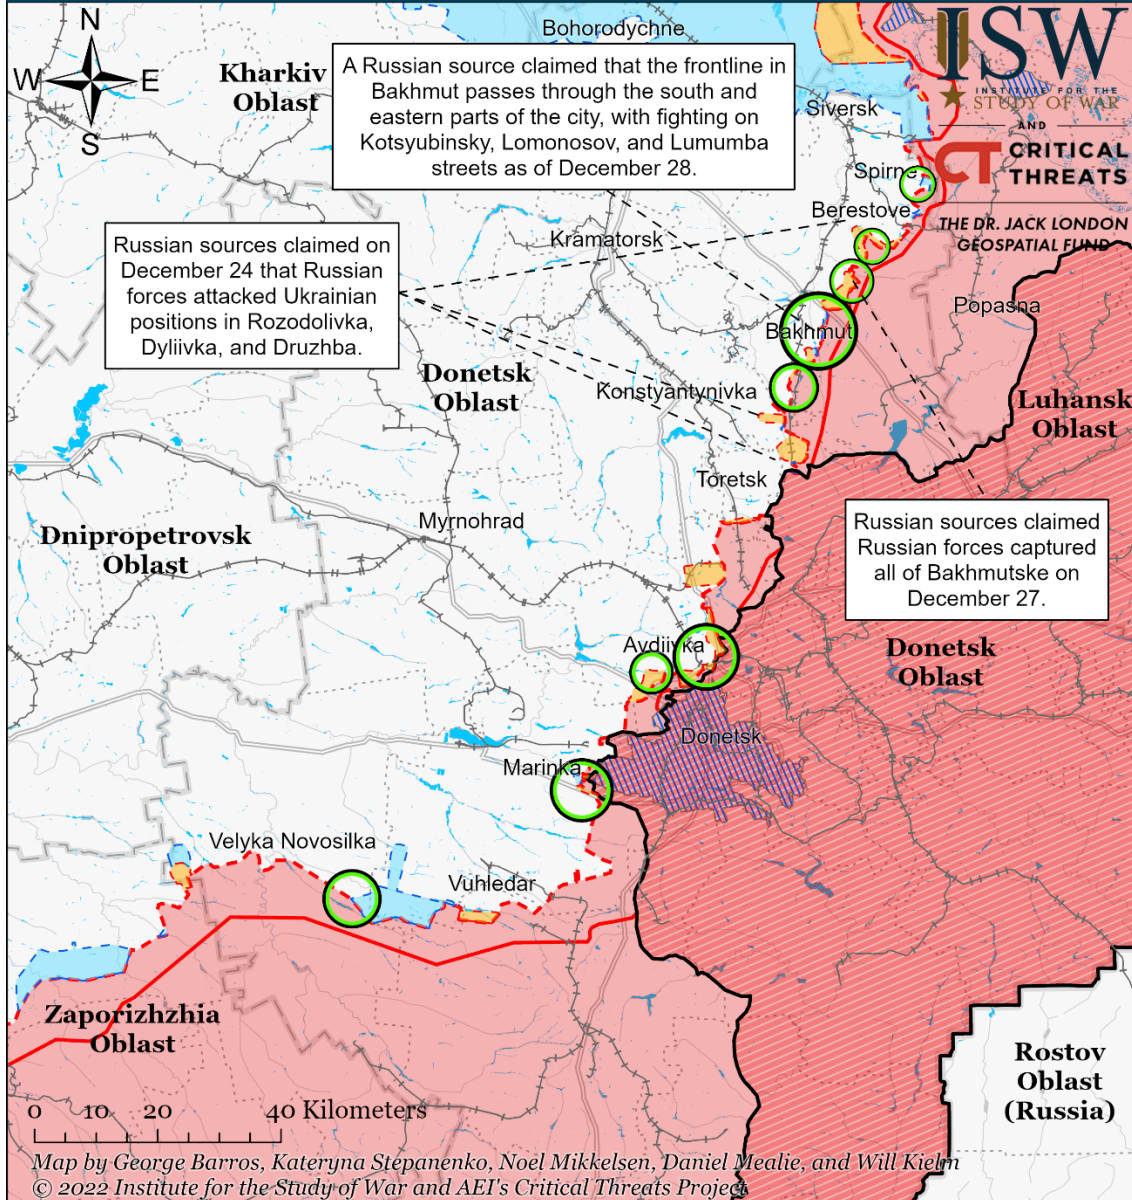 N
W
E
S
Bohorodychne
Kharkiv
Oblast
A Russian source claimed that the frontline in
Bakhmut passes through the south and
eastern parts of the city, with fighting on
Kotsyubinsky, Lomonosov, and Lumumba
streets as of December 28.
ISW
INSTITUTE FOR THE
STUDY OF WAR
AND
CT CRITICAL
THREATS
THE DR. JACK LONDON
GEOSPATIAL FUND
Siversk
Spirne
Berestove
Kramatorsk
Russian sources claimed on
December 24 that Russian
forces attacked Ukrainian
positions in Rozodolivka,
Dyliivka, and Druzhba.
Popasna
Bakhmut
Donetsk
Oblast
Konstyantynivka
Luhansk
Oblast
Toretsk
Myrnohrad
Dnipropetrovsk
Oblast
Russian sources claimed
Russian forces captured
all of Bakhmutske on
December 27.
Avdiivka
Donetsk
Oblast
Donetsk
Marinka
Velyka Novosilka
Vuhledar
Zaporizhzhia
Oblast
Rostov
Oblast
(Russia)
0 10 20 40 Kilometers
Map by George Barros, Kateryna Stepanenko, Noel Mikkelsen, Daniel Mealie, and Will Kielm
© 2022 Institute for the Study of War and AEI's Critical Threats Project